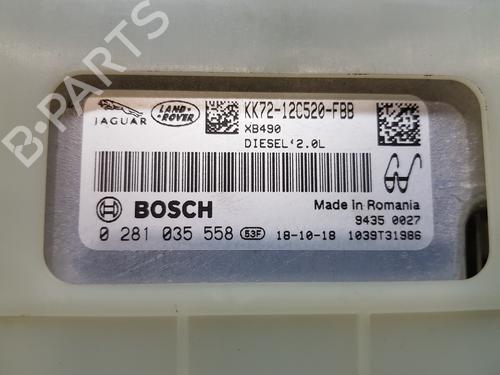 B-PARTS
JAGUAR
LAND ROVER
KK72-12C520-FBB
XB490
DIESEL'2.0L
BOSCH
Made in Romania
9435 0027
0 281 035 558 53F 18-10-18 1039T31986